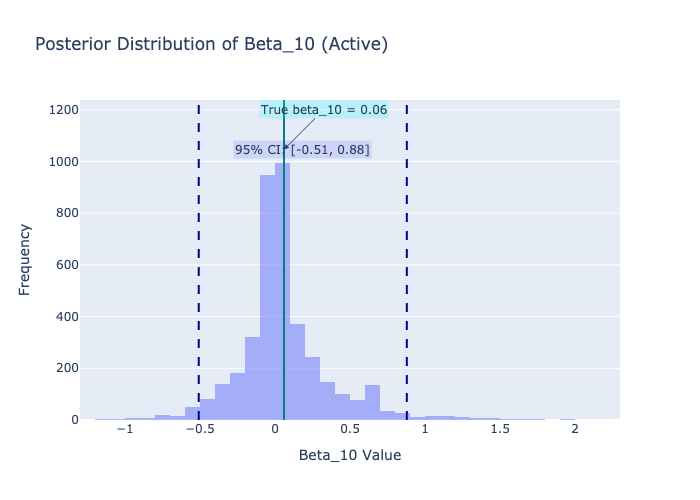 Posterior Distribution of Beta_10 (Active)
True beta_10 = 0.06
95% CI: [-0.51, 0.88]
1200
1000
800
600
400
200
0
Frequency
−1
−0.5
0
0.5
1
1.5
2
Beta_10 Value